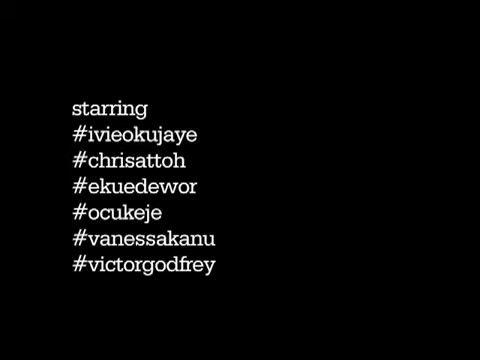 starring
#ivieokujaye
#chrisattoh
#ekuedewor
#ocukeje
#vanessakanu
#victorgodfrey